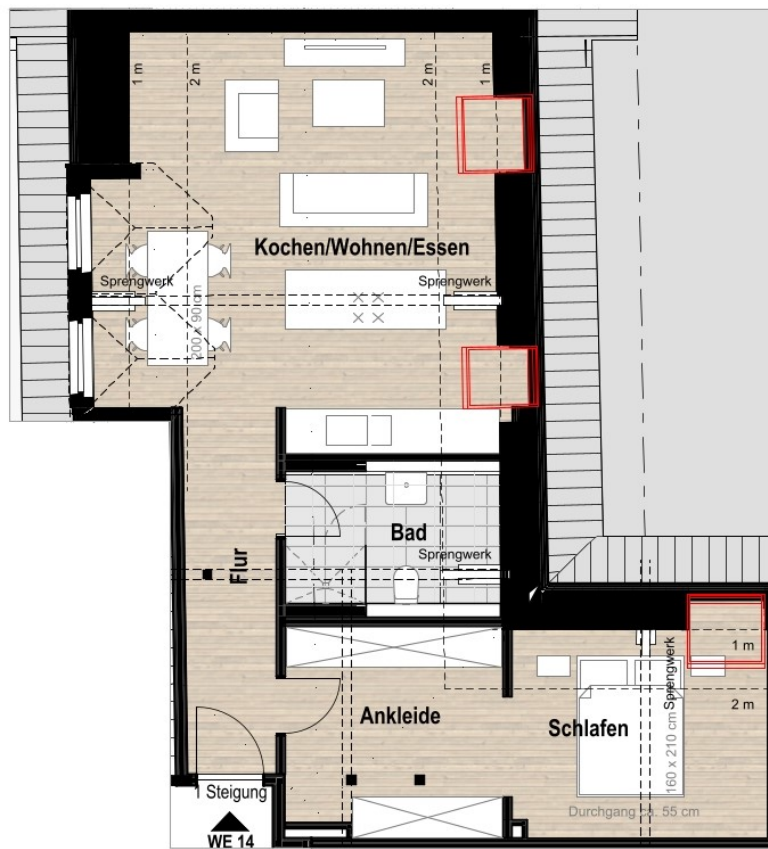 1 m
2 m
2 m
1 m
Kochen/Wohnen/Essen
Sprengwerk
Sprengwerk
200 x 90 cm
Bad
Sprengwerk
Flur
1 m
Sprengwerk
2 m
Ankleide
Schlafen
160 x 210 cm
1 Steigung
Durchgang ca. 55 cm
WE 14